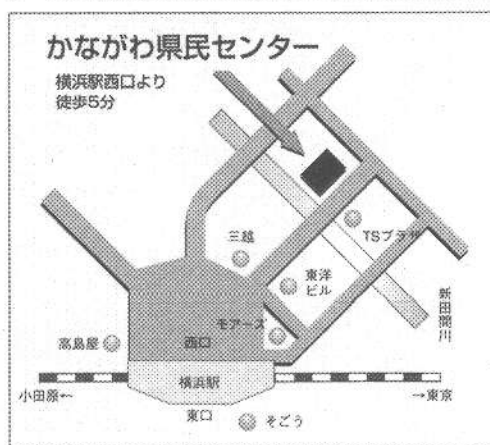 かながわ県民センター
横浜駅西口より
徒歩5分
三越
TSプラザ
東洋
ビル
新田間川
モアーズ
高島屋
西口
横浜駅
小田原←
→東京
東口
そごう